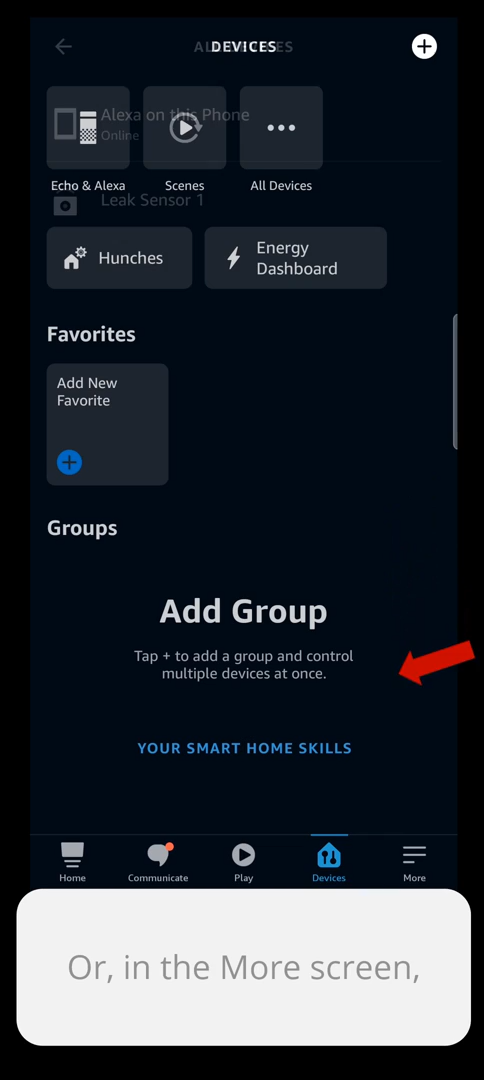 ALL DEVICES
DEVICES
Alexa on this Phone
Online
Echo & Alexa
Scenes
All Devices
Leak Sensor 1
Hunches
Energy
Dashboard
Favorites
Add New
Favorite
Groups
Add Group
Tap + to add a group and control
multiple devices at once.
YOUR SMART HOME SKILLS
Home
Communicate
Play
Devices
More
Or, in the More screen,